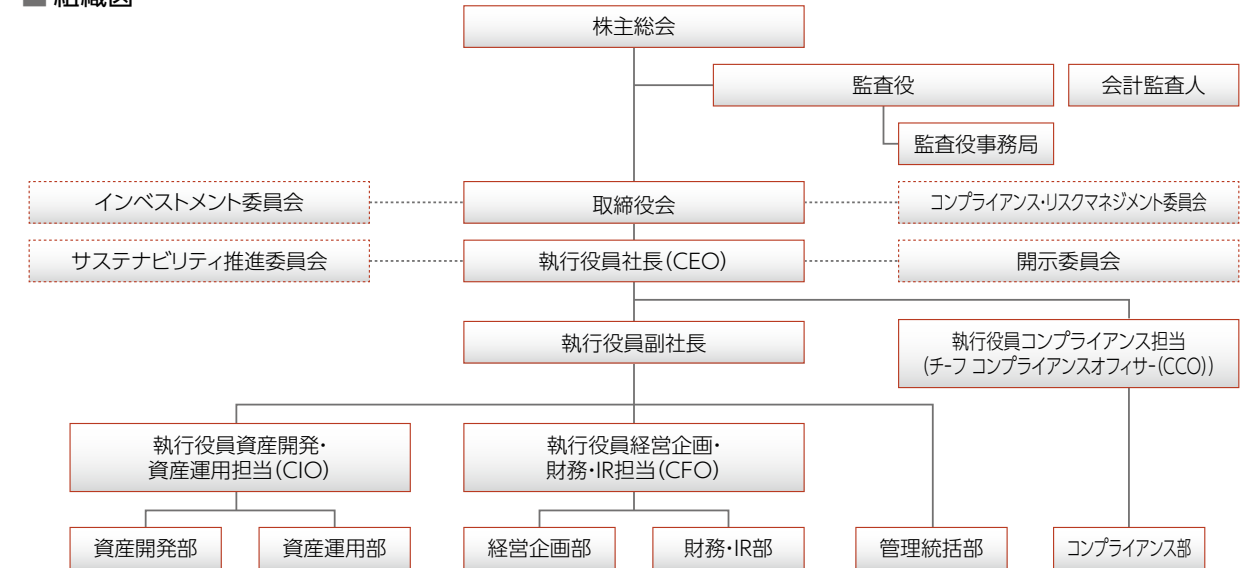 ■ 組織図
株主総会
監査役
会計監査人
監査役事務局
インベストメント委員会
取締役会
コンプライアンス・リスクマネジメント委員会
サステナビリティ推進委員会
執行役員社長(CEO)
開示委員会
執行役員副社長
執行役員コンプライアンス担当
(チーフ コンプライアンスオフィサー(CCO))
執行役員資産開発・
資産運用担当(CIO)
執行役員経営企画・
財務・IR担当(CFO)
資産開発部
資産運用部
経営企画部
財務・IR部
管理統括部
コンプライアンス部